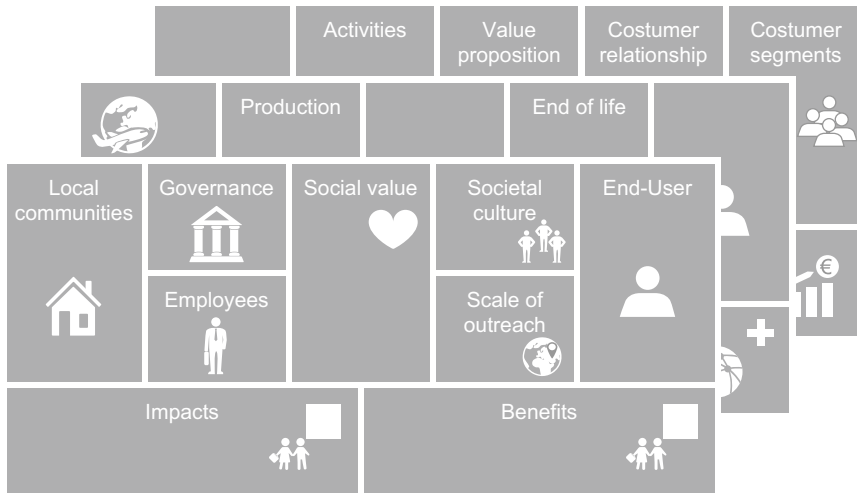 Activities
Value
proposition
Costumer
relationship
Costumer
segments
Production
End of life
Local
communities
Governance
Social value
Societal
culture
End-User
Employees
Scale of
outreach
€
Impacts
Benefits